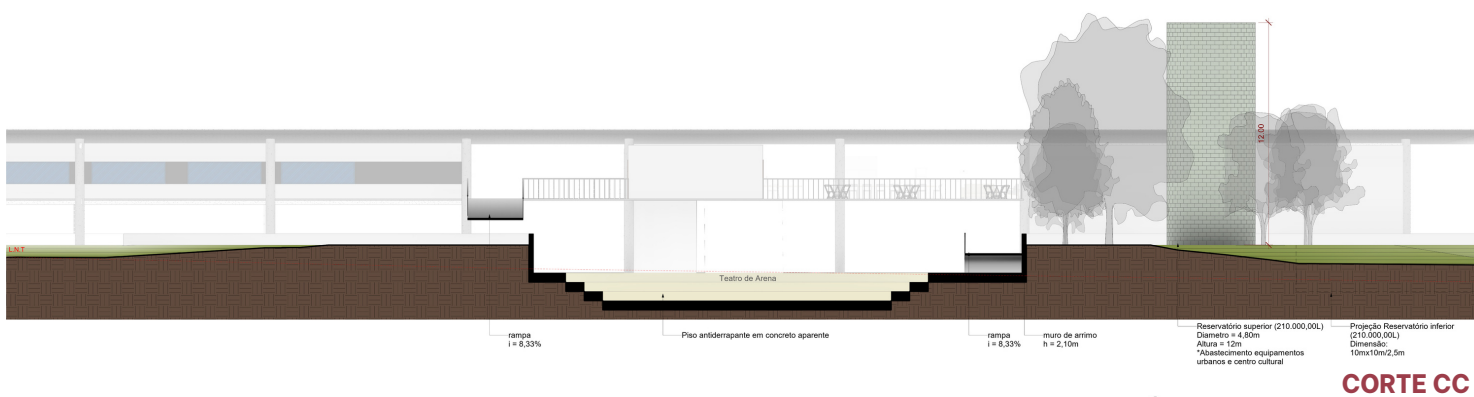 12.00
L.N.T
Teatro de Arena
rampa
i = 8,33%
Piso antiderrapante em concreto aparente
rampa
i = 8,33%
muro de arrimo
h = 2,10m
Reservatório superior (210.000,00L)
Diametro = 4,80m
Altura = 12m
*Abastecimento equipamentos
urbanos e centro cultural
Projeção Reservatório inferior
(210.000,00L)
Dimensão:
10mx10m/2,5m
CORTE CC